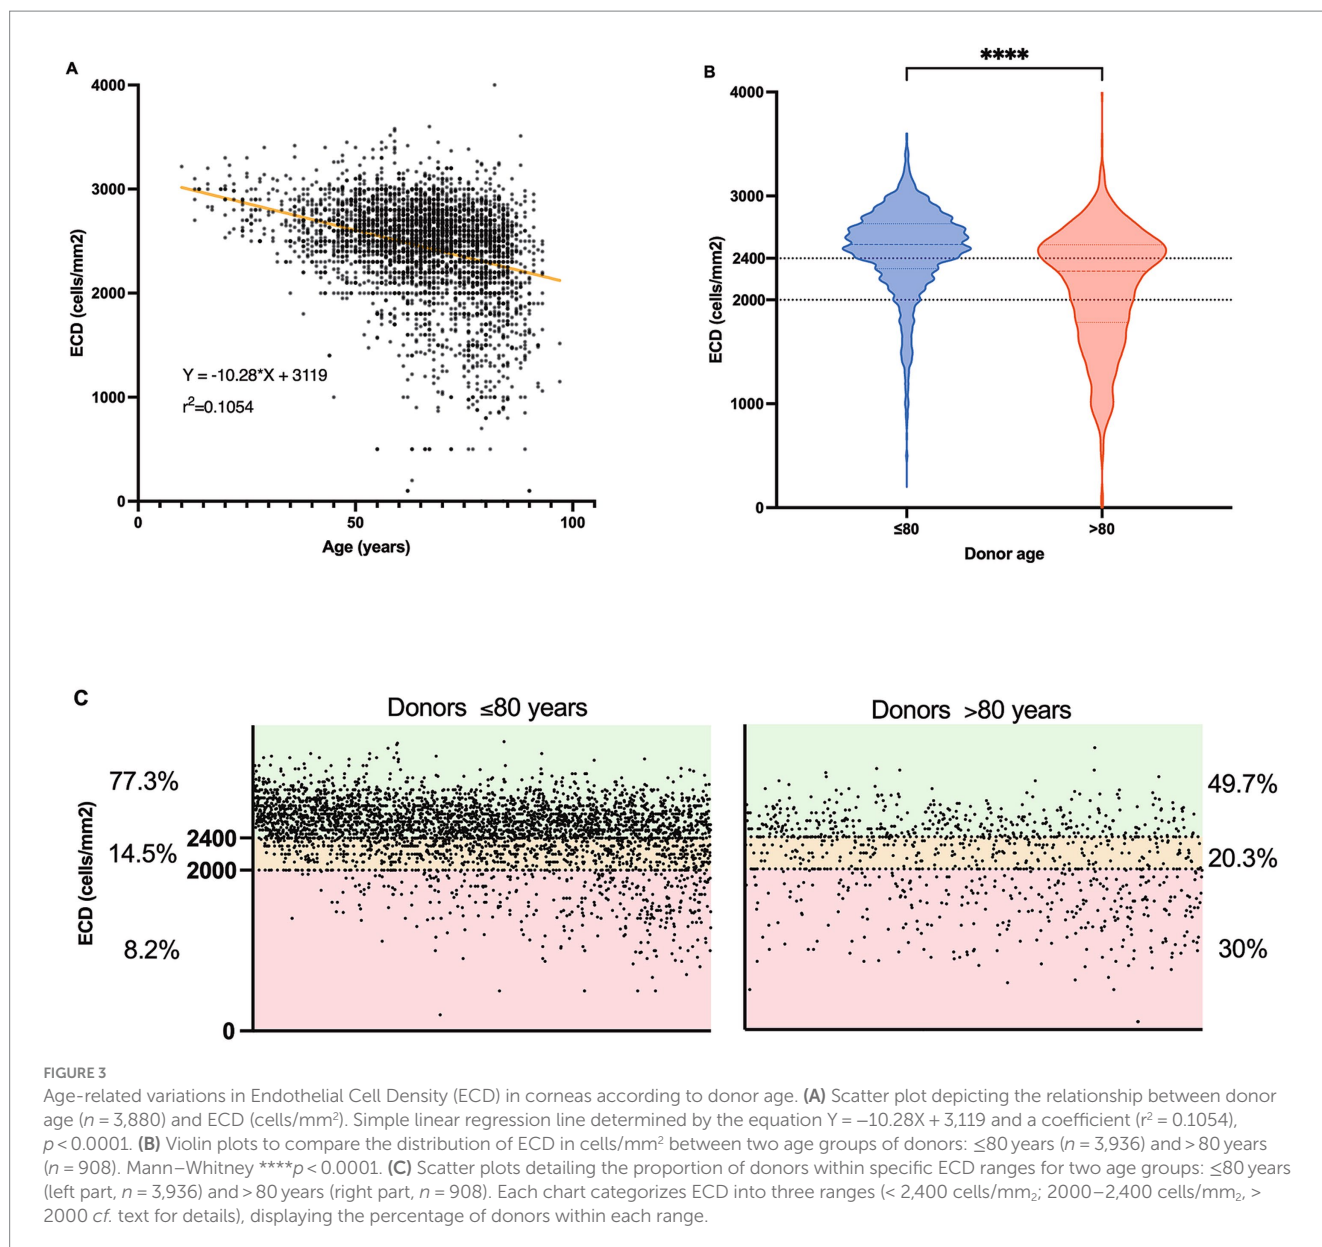 A
4000
3000
2000
1000
0
ECD (cells/mm2)
Y = -10.28*X + 3119
r²=0.1054
0
50
100
Age (years)
B
****
4000
3000
2400
2000
1000
0
ECD (cells/mm2)
≤80
>80
Donor age
C
Donors ≤80 years
Donors >80 years
77.3%
14.5%
8.2%
ECD (cells/mm2)
2400
2000
0
49.7%
20.3%
30%
FIGURE 3
Age-related variations in Endothelial Cell Density (ECD) in corneas according to donor age. (A) Scatter plot depicting the relationship between donor
age (n = 3,880) and ECD (cells/mm²). Simple linear regression line determined by the equation Y = −10.28X + 3,119 and a coefficient (r² = 0.1054),
p < 0.0001. (B) Violin plots to compare the distribution of ECD in cells/mm² between two age groups of donors: ≤80 years (n = 3,936) and > 80 years
(n = 908). Mann–Whitney ****p < 0.0001. (C) Scatter plots detailing the proportion of donors within specific ECD ranges for two age groups: ≤80 years
(left part, n = 3,936) and > 80 years (right part, n = 908). Each chart categorizes ECD into three ranges (< 2,400 cells/mm₂; 2000–2,400 cells/mm₂, >
2000 cf. text for details), displaying the percentage of donors within each range.